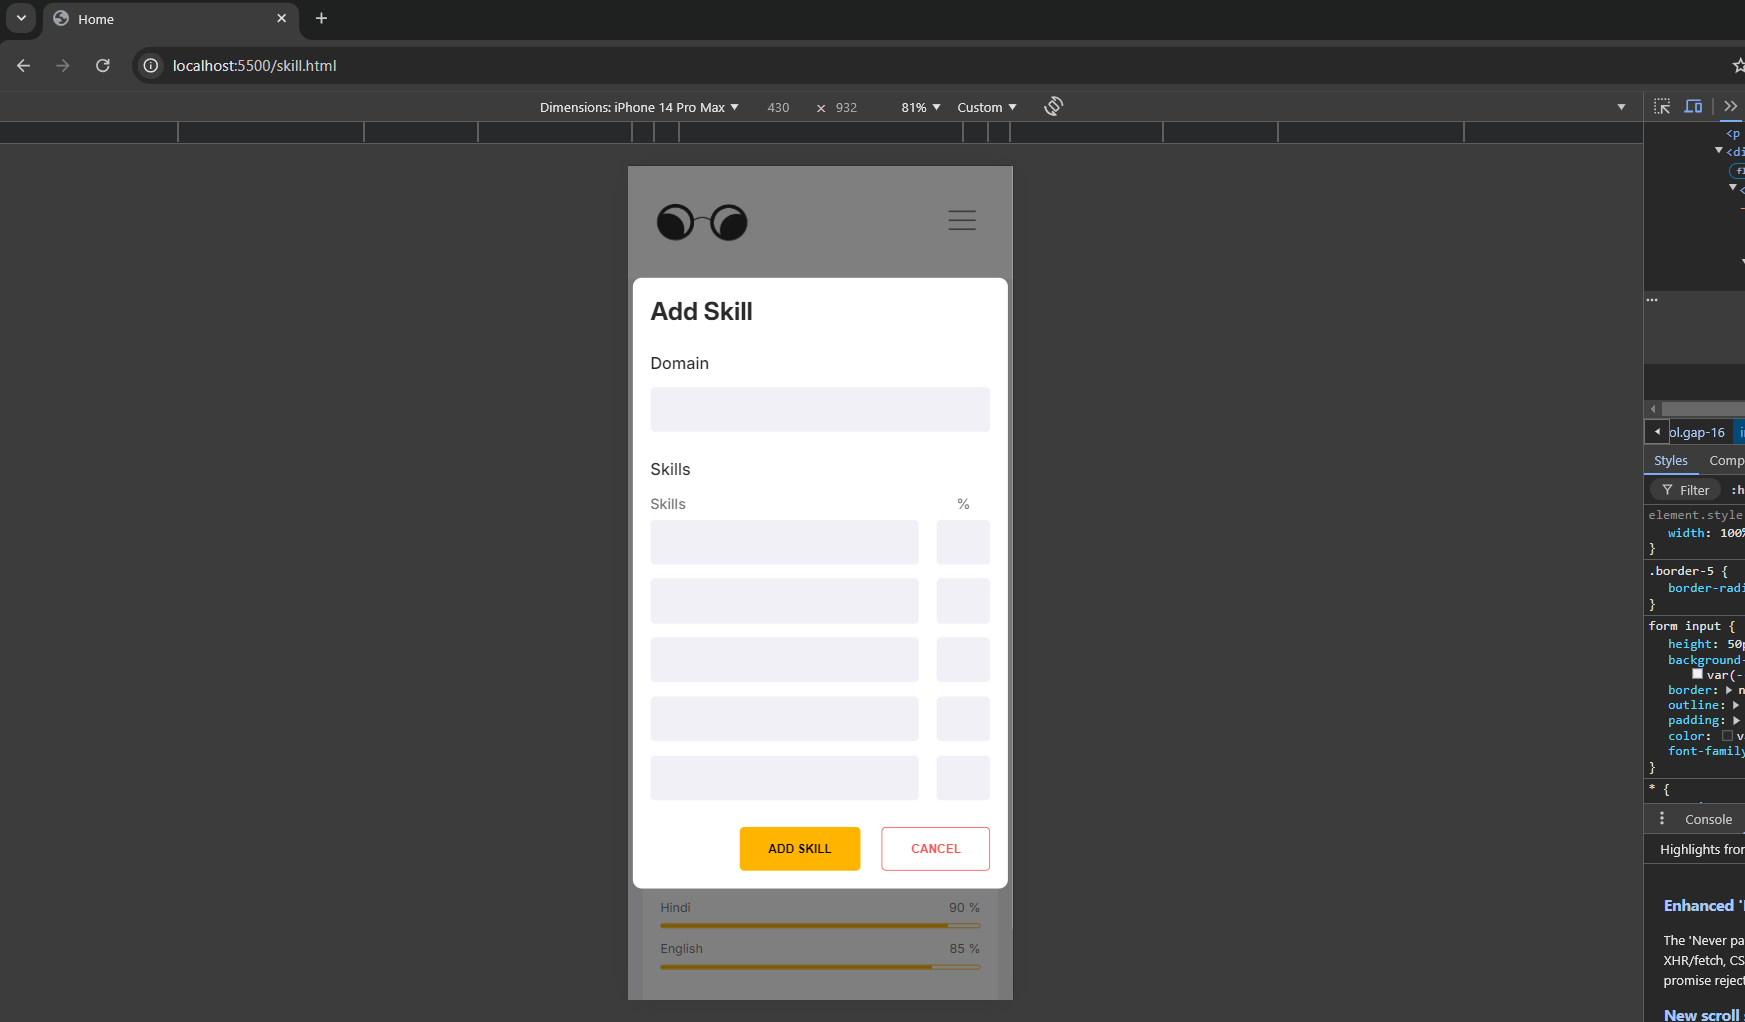 Home
localhost:5500/skill.html
Dimensions: iPhone 14 Pro Max 430 × 932 81% Custom
Add Skill
Domain
Skills
Skills %
ADD SKILL CANCEL
Hindi 90 %
English 85 %
<p
<di
...
ol.gap-16
Styles Comp
Filter :h
element.style
width: 100%
}
.border-5 {
border-radi
}
form input {
height: 50p
background-
var(-
border: n
outline:
padding:
color: v
font-family
}
* {
Console
Highlights from
Enhanced '
The 'Never pa
XHR/fetch, CS
promise reject
New scroll